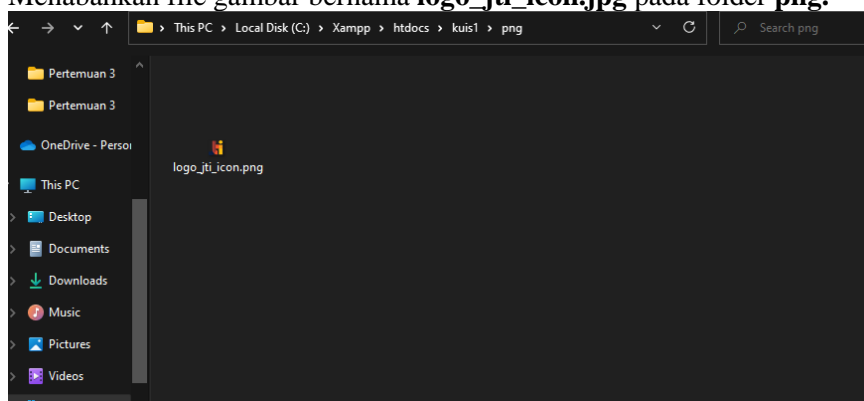 Menabahkan file gambar bernama logo_jti_icon.jpg pada folder png.
This PC > Local Disk (C:) > Xampp > htdocs > kuis1 > png
Search png
Pertemuan 3
Pertemuan 3
OneDrive - Person
logo_jti_icon.png
This PC
Desktop
Documents
Downloads
Music
Pictures
Videos